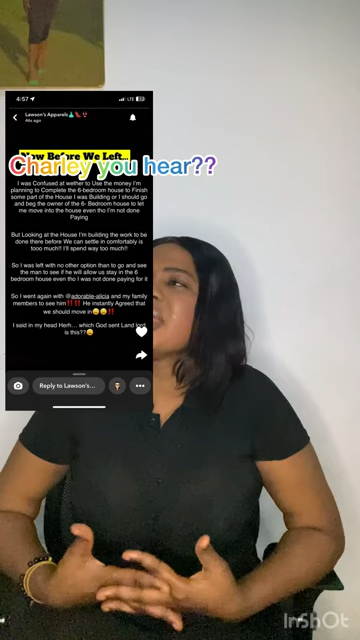 4:57
LTE
Lawson's Apparels
46s ago
Now Before We Left..
Charley you hear??
I was Confused at wether to Use the money I'm
planning to Complete the 6-bedroom house to Finish
some part of the House I was Building or I should go
and beg the owner of the 6- Bedroom house to let
me move into the house even tho I'm not done
Paying
But Looking at the House I'm building the work to be
done there before We can settle in comfortably is
tooo much!! I'll spend way too much!!
So I was left with no other option than to go and see
the man to see if he will allow us stay in the 6
bedroom house even tho I was not done paying for it
So I went again with @adorable-alicia and my family
members to see him‼️‼️ He instantly Agreed that
we should move in😄😄‼️
I said in my head Herh... which God sent Land lord
is this??😄
Reply to Lawson's...
InShOt